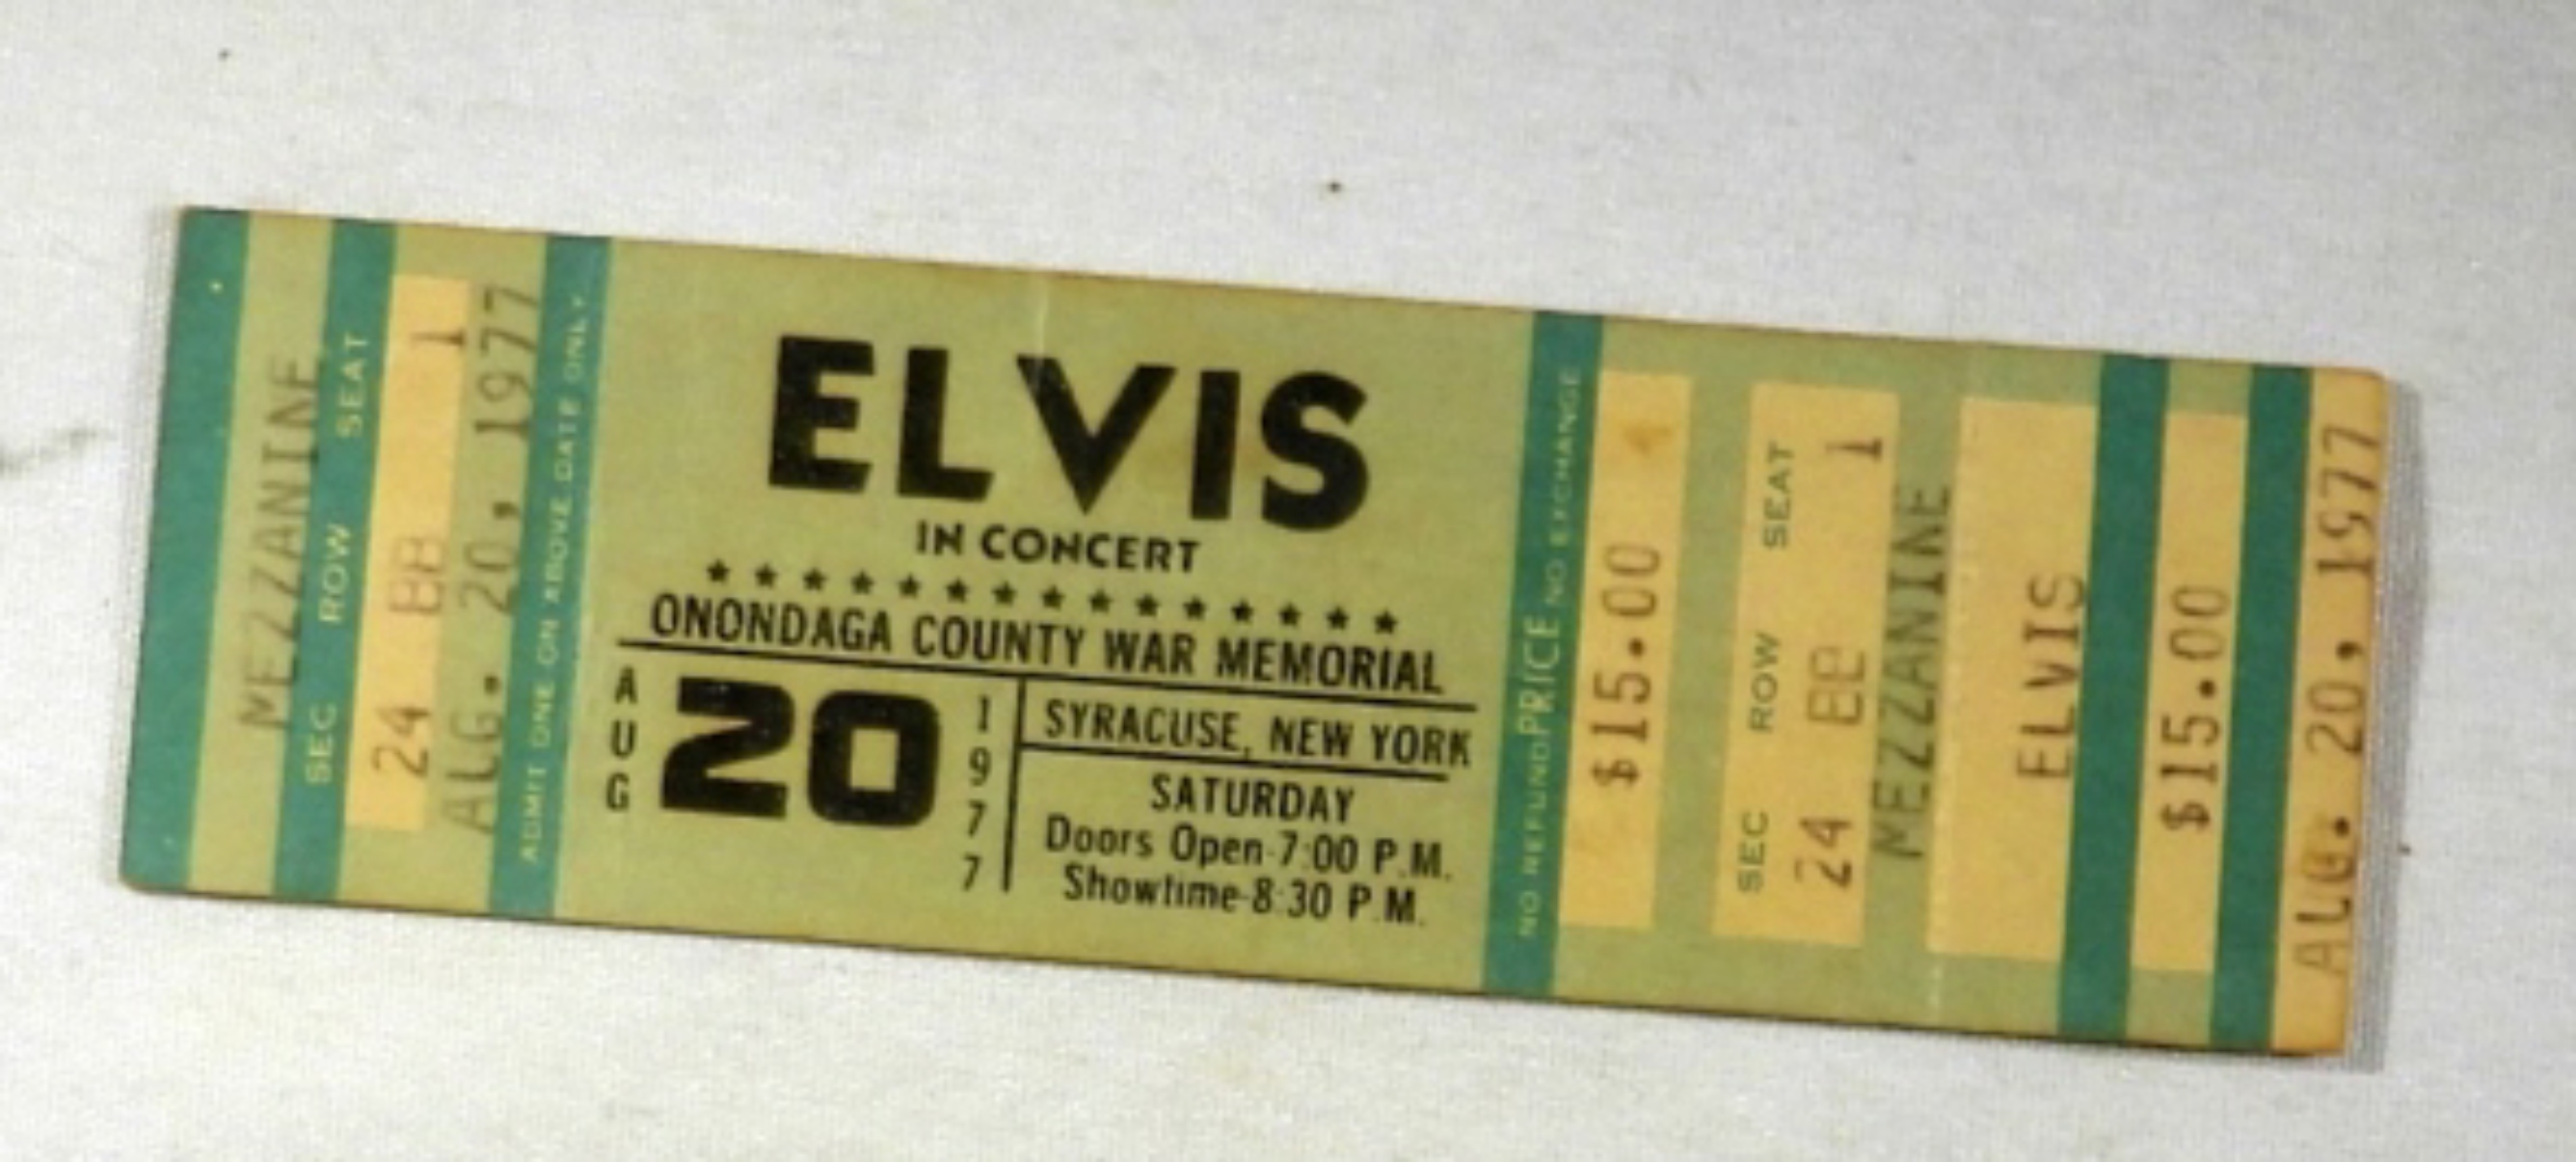 MEZZANINE
SEC ROW SEAT
24 BB 1
AUG. 20, 1977
ADMIT ONE ON ABOVE DATE ONLY
ELVIS
IN CONCERT
★ ★ ★ ★ ★ ★ ★ ★ ★ ★ ★ ★ ★ ★ ★
ONONDAGA COUNTY WAR MEMORIAL
AUG 20 1977
SYRACUSE, NEW YORK
SATURDAY
Doors Open-7:00 P.M.
Showtime-8:30 P.M.
NO REFUND PRICE NO EXCHANGE
$15.00
SEC ROW SEAT
24 BB 1
MEZZANINE
ELVIS
$15.00
AUG. 20, 1977